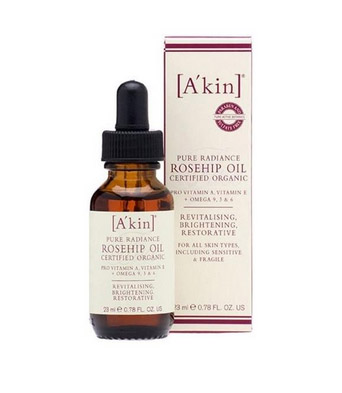 [A'kin]®
PURE RADIANCE
ROSEHIP OIL
CERTIFIED ORGANIC
PRO VITAMIN A, VITAMIN E
+ OMEGA 9, 3 & 6
REVITALISING,
BRIGHTENING,
RESTORATIVE
FOR ALL SKIN TYPES,
INCLUDING SENSITIVE
& FRAGILE
23 ml ℮ 0.78 FL. OZ. US
[A'kin]
PURE RADIANCE
ROSEHIP OIL
CERTIFIED ORGANIC
PRO VITAMIN A, VITAMIN E
+ OMEGA 9, 3 & 6
REVITALISING,
BRIGHTENING,
RESTORATIVE
23 ml ℮ 0.78 FL. OZ. US